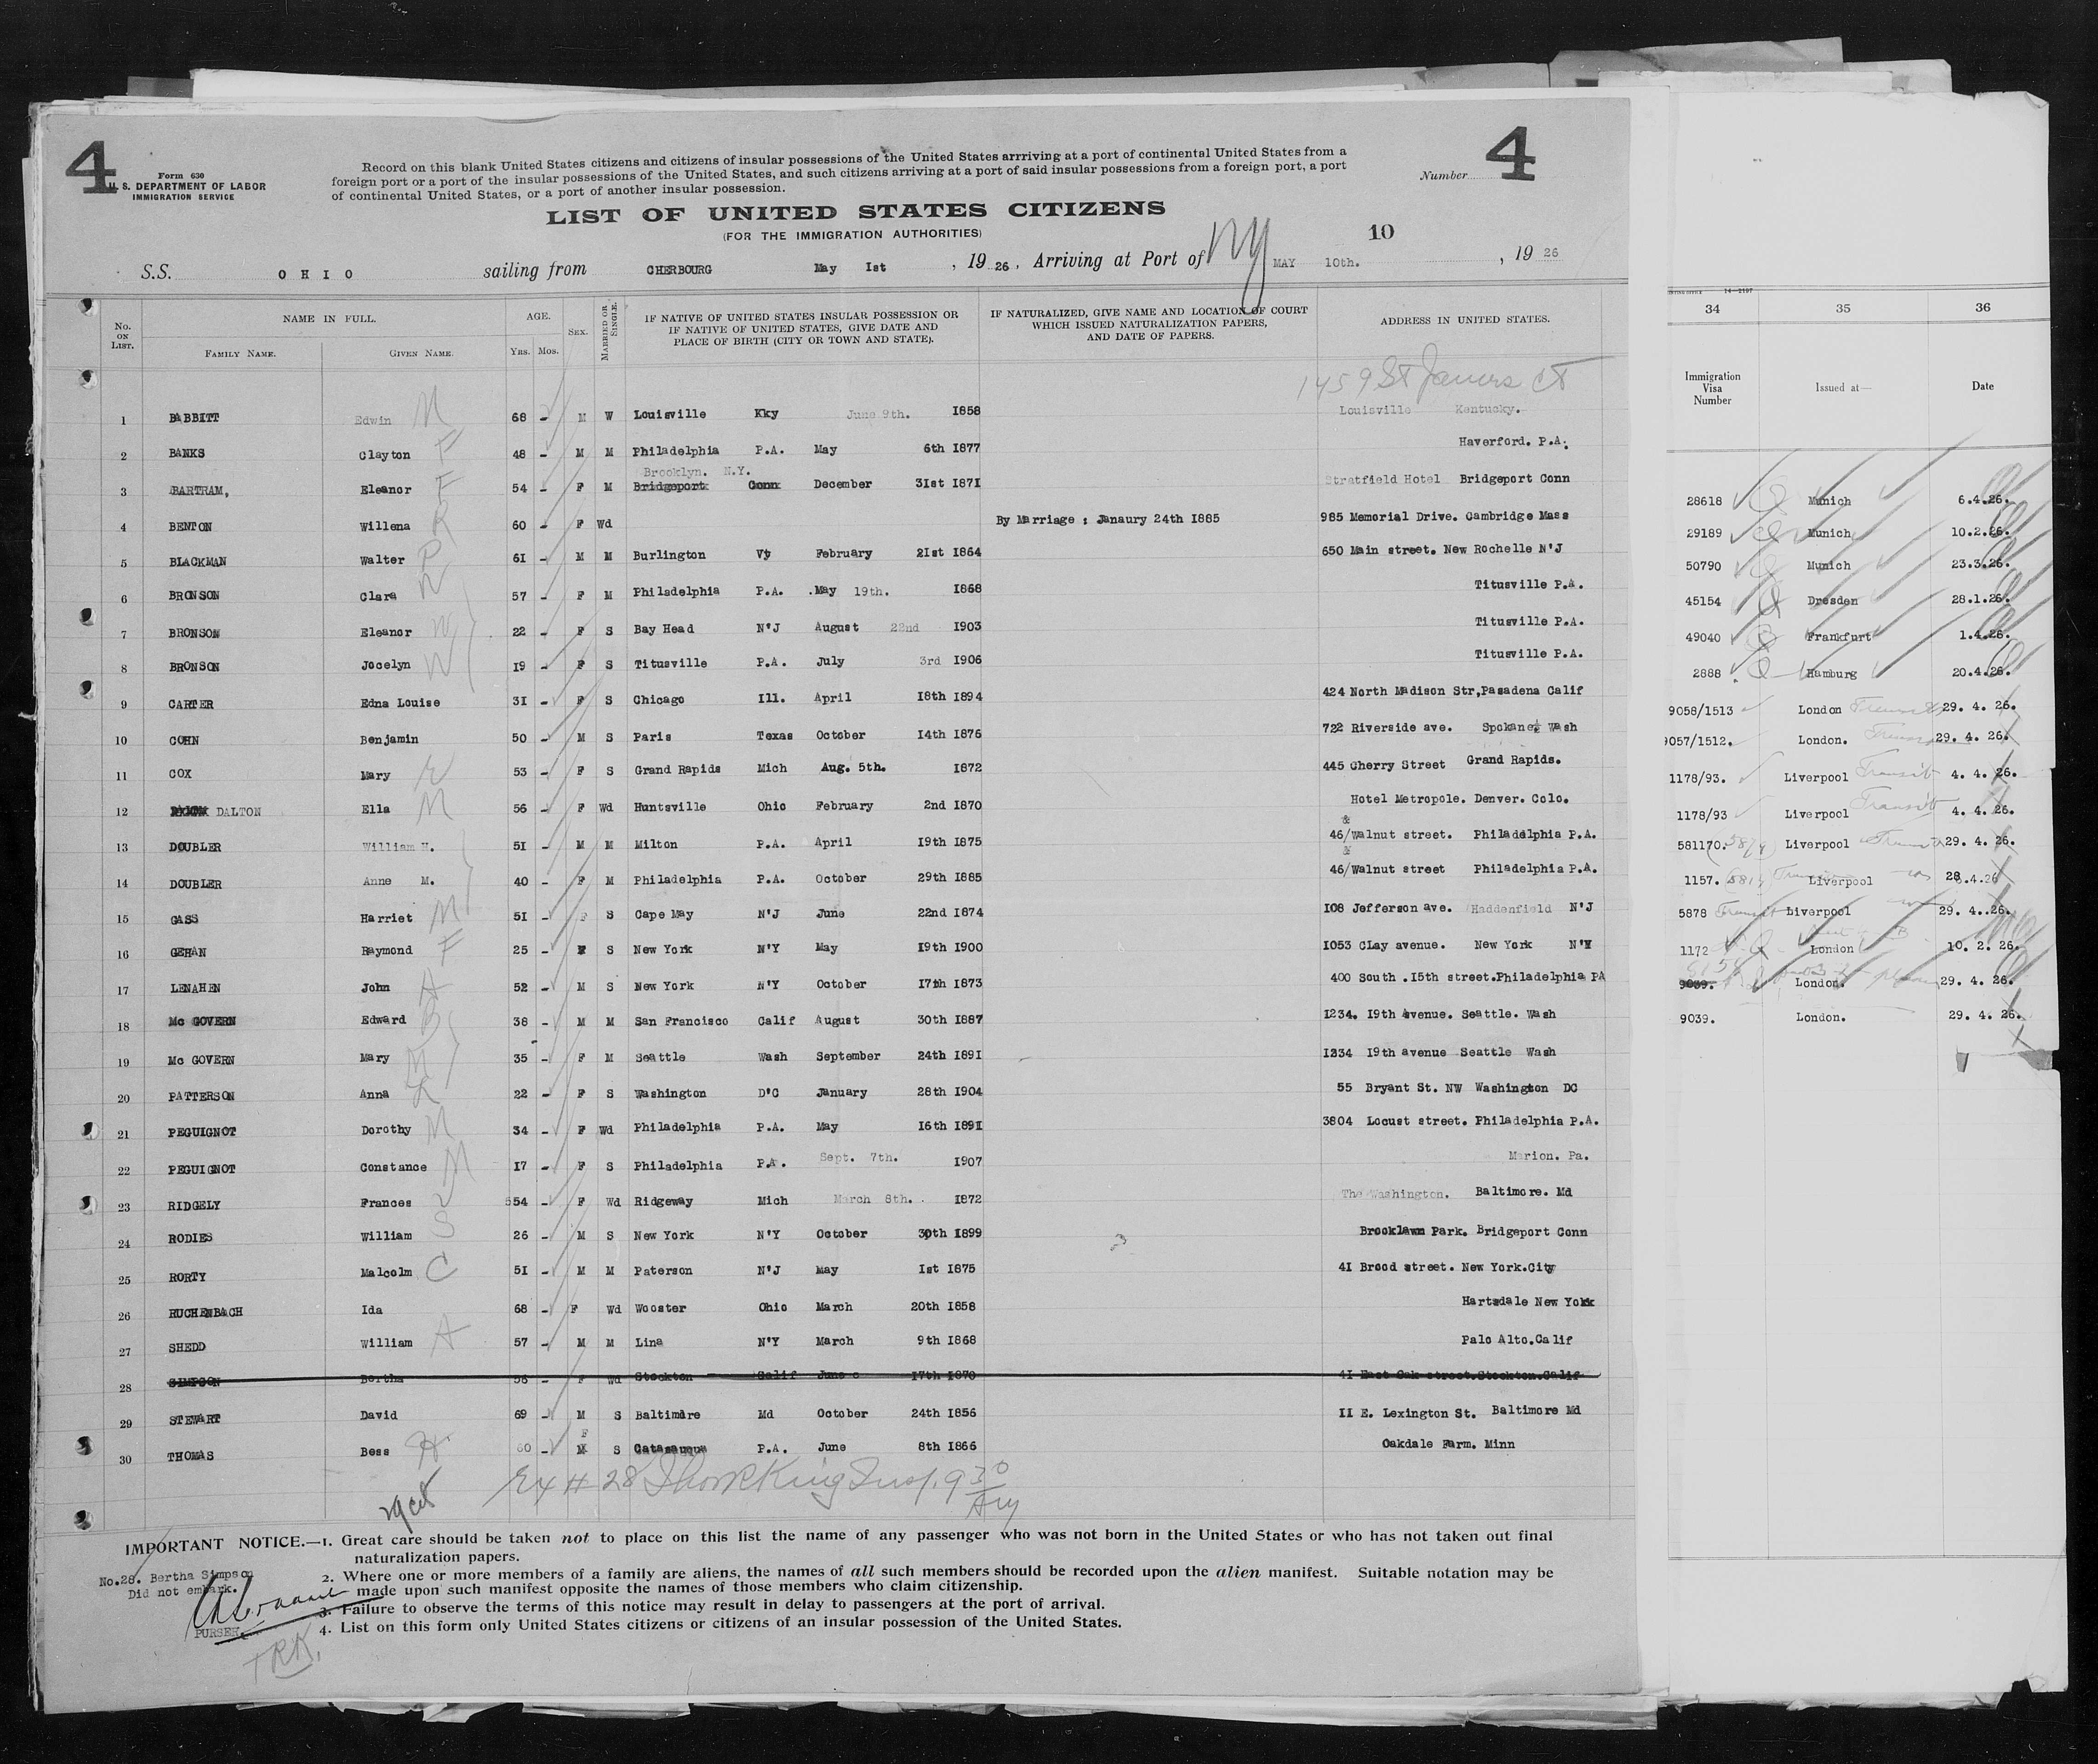 4
4
Form 630
U. S. DEPARTMENT OF LABOR
IMMIGRATION SERVICE
Record on this blank United States citizens and citizens of insular possessions of the United States arrriving at a port of continental United States from a
foreign port or a port of the insular possessions of the United States, and such citizens arriving at a port of said insular possessions from a foreign port, a port
of continental United States, or a port of another insular possession.
Number
LIST OF UNITED STATES CITIZENS
(FOR THE IMMIGRATION AUTHORITIES)
10
S.S. OHIO sailing from CHERBOURG May 1st , 19 26 , Arriving at Port of NY MAY 10th. , 19 26
No. ON LIST. NAME IN FULL. AGE. SEX. MARRIED OR SINGLE. IF NATIVE OF UNITED STATES INSULAR POSSESSION OR IF NATIVE OF UNITED STATES, GIVE DATE AND PLACE OF BIRTH (CITY OR TOWN AND STATE). IF NATURALIZED, GIVE NAME AND LOCATION OF COURT WHICH ISSUED NATURALIZATION PAPERS, AND DATE OF PAPERS. ADDRESS IN UNITED STATES.
FAMILY NAME. GIVEN NAME. YRS. MOS.
1459 St James Ct
1 BABBITT Edwin M 68 - M W Louisville Kky June 9th. 1858 Louisville Kentucky.
2 BANKS Clayton F 48 - M M Philadelphia P.A. May 6th 1877 Haverford. P.A.
Brooklyn. N.Y.
3 BARTRAM, Eleanor F 54 - F M Bridgeport Conn December 31st 1871 Stratfield Hotel Bridgeport Conn
4 BENTON Willena R 60 - F Wd By Marriage : Janaury 24th 1885 985 Memorial Drive. Cambridge Mass
5 BLACKMAN Walter P 61 - M M Burlington Vt February 21st 1864 650 Main street. New Rochelle N'J
6 BRONSON Clara W 57 - F M Philadelphia P.A. .May 19th. 1868 Titusville P.A.
7 BRONSON Eleanor W 22 - F S Bay Head N'J August 22nd 1903 Titusville P.A.
8 BRONSON Jocelyn W 19 - F S Titusville P.A. July 3rd 1906 Titusville P.A.
9 CARTER Edna Louise 31 - F S Chicago Ill. April 18th 1894 424 North Madison Str,Pasadena Calif
10 COHN Benjamin 50 - M S Paris Texas October 14th 1876 722 Riverside ave. Spokane, Wash
11 COX Mary 53 - F S Grand Rapids Mich Aug. 5th. 1872 445 Cherry Street Grand Rapids.
12 DALTON Ella M 56 - F Wd Huntsville Ohio February 2nd 1870 Hotel Metropole. Denver. Colo.
13 DOUBLER William H. 51 - M M Milton P.A. April 19th 1875 46/Walnut street. Philadelphia P.A.
14 DOUBLER Anne M. 40 - F M Philadelphia P.A. October 29th 1885 46/Walnut street Philadelphia P.A.
15 GASS Harriet M 51 - F S Cape May N'J June 22nd 1874 108 Jefferson ave. Haddenfield N'J
16 GEHAN Raymond F 25 - S New York N'Y May 19th 1900 1053 Clay avenue. New York N'Y
17 LENAHEN John A 52 - M S New York N'Y October 17th 1873 400 South .15th street.Philadelphia PA
18 Mc GOVERN Edward 38 - M M San Francisco Calif August 30th 1887 1234. 19th Avenue. Seattle. Wash
19 Mc GOVERN Mary M 35 - F M Seattle Wash September 24th 1891 1234 19th avenue Seattle Wash
20 PATTERSON Anna 22 - F S Washington D'C January 28th 1904 55 Bryant St. NW Washington DC
21 PEGUIGNOT Dorothy M 34 - F Wd Philadelphia P.A. May 16th 1891 3804 Locust street. Philadelphia P.A.
22 PEGUIGNOT Constance M 17 - F S Philadelphia P.A. Sept. 7th. 1907 Marion. Pa.
23 RIDGELY Frances 554 - F Wd Ridgeway Mich March 8th. 1872 The Washington. Baltimore. Md
24 RODIES William S 26 - M S New York N'Y October 30th 1899 Brooklawn Park. Bridgeport Conn
25 RORTY Malcolm C 51 - M M Paterson N'J May 1st 1875 41 Broad street. New York.City
26 RUCHENBACH Ida 68 - F Wd Wooster Ohio March 20th 1858 Hartsdale New York
27 SHEDD William A 57 - M M Lina N'Y March 9th 1868 Palo Alto.Calif
28 SIMPSON Bertha 56 - F Wd Stockton Calif June 17th 1870 41 East Oak street.Stockton.Calif
29 STEWART David 69 - M S Baltimore Md October 24th 1856 11 E. Lexington St. Baltimore Md
30 THOMAS Bess H 60 - F S Catasauqua P.A. June 8th 1866 Oakdale Farm. Minn
Ex # 28 Insp. 9 30
AM
IMPORTANT NOTICE.—1. Great care should be taken not to place on this list the name of any passenger who was not born in the United States or who has not taken out final
naturalization papers.
2. Where one or more members of a family are aliens, the names of all such members should be recorded upon the alien manifest. Suitable notation may be
made upon such manifest opposite the names of those members who claim citizenship.
3. Failure to observe the terms of this notice may result in delay to passengers at the port of arrival.
4. List on this form only United States citizens or citizens of an insular possession of the United States.
No.28. Bertha Simpson
Did not embark.
PURSER.
TRK.
14—2107
34 35 36
Immigration Visa Number Issued at— Date
28618 Munich 6.4.26.
29189 Munich 10.2.26.
50790 Munich 23.3.26.
45154 Dresden 28.1.26.
49040 Frankfurt 1.4.26.
2888 Hamburg 20.4.26.
9058/1513 London Transit 29. 4. 26.
9057/1512. London. Transit 29. 4. 26.
1178/93. Liverpool Transit 4. 4. 26.
1178/93 Liverpool Transit 4. 4. 26.
581170. Liverpool Transit 29. 4. 26.
1157. Liverpool 28.4.26
5878 Transit Liverpool 29. 4..26.
1172 London 10. 2. 26.
9039. London. 29. 4. 26.
9039. London. 29. 4. 26.